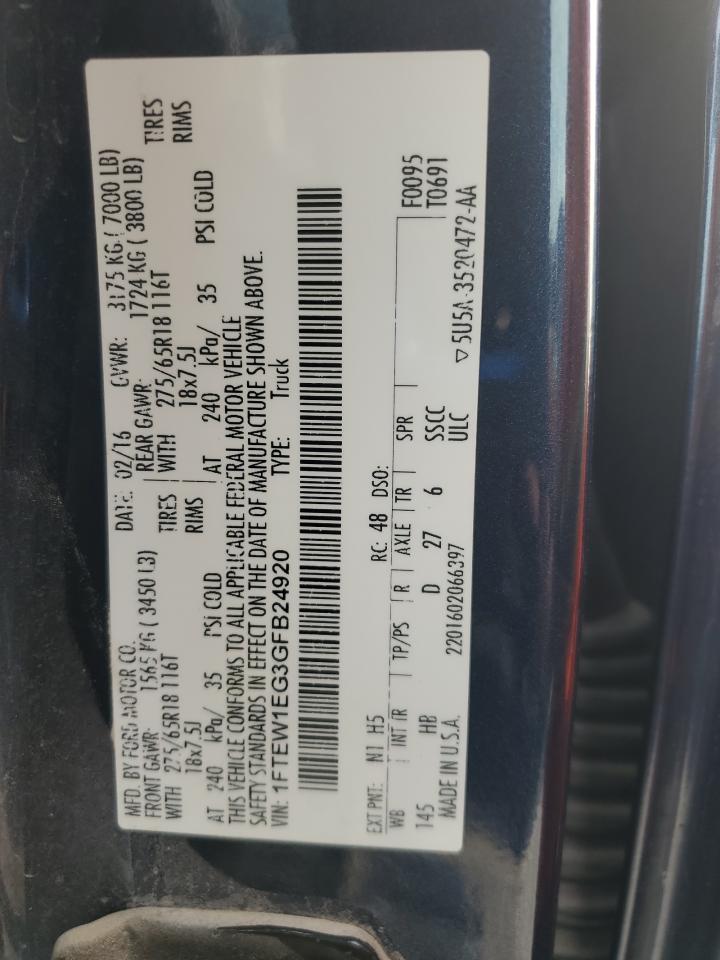 MFD. BY FORD MOTOR CO. DATE: 02/16 GVWR: 3175 KG ( 7000 LB)
FRONT GAWR: 1565 KG ( 3450 LB) REAR GAWR: 1724 KG ( 3800 LB)
WITH 275/65R18 116T TIRES WITH 275/65R18 116T TIRES
18x7.5J RIMS 18x7.5J RIMS
AT 240 kPa/ 35 PSI COLD AT 240 kPa/ 35 PSI COLD
THIS VEHICLE CONFORMS TO ALL APPLICABLE FEDERAL MOTOR VEHICLE
SAFETY STANDARDS IN EFFECT ON THE DATE OF MANUFACTURE SHOWN ABOVE.
VIN: 1FTEW1EG3GFB24920 TYPE: Truck
EXT PNT: N1 H5 RC: 48 DSO: F0095
WB INT TR TP/PS R AXLE TR SPR T0691
145 HB D 27 6 SSCC
MADE IN U.S.A. 2201602066397 ULC ▽5U5A-3520472-AA